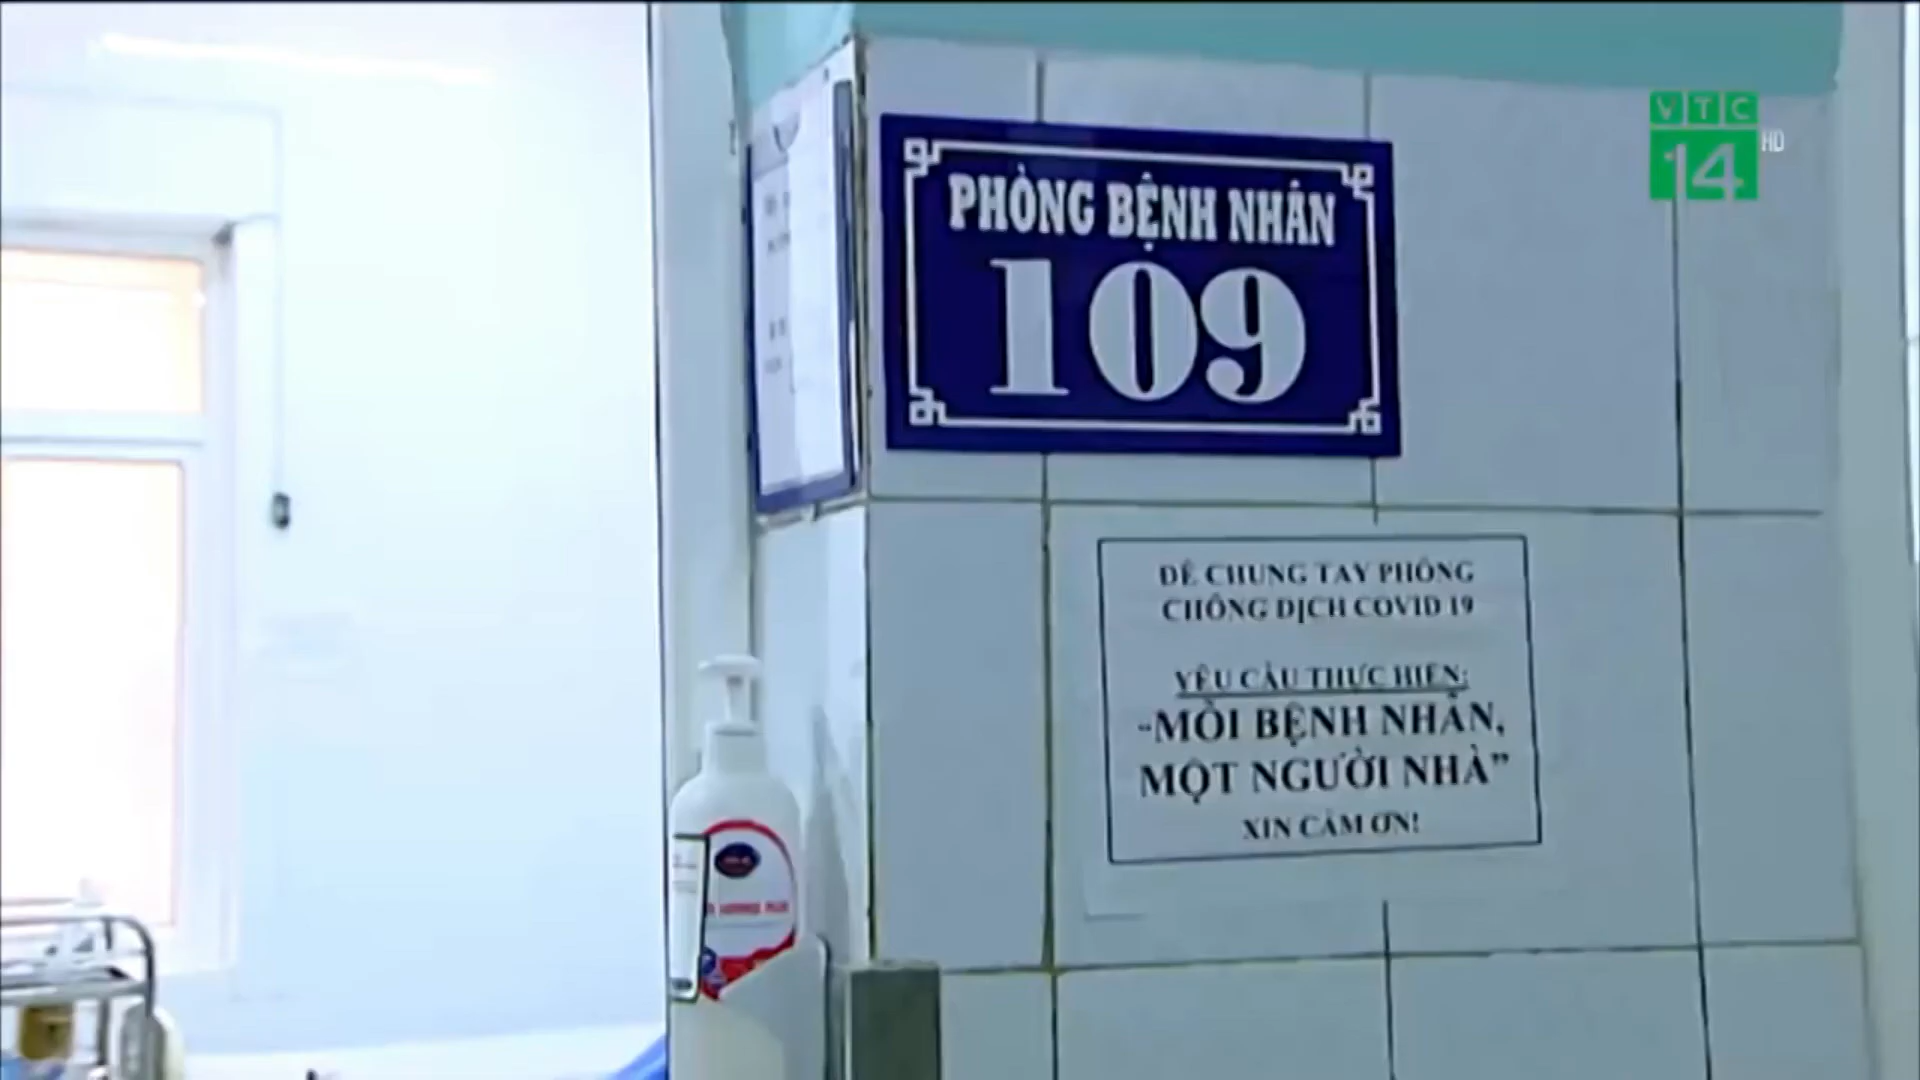 VTC
14 HD
PHÒNG BỆNH NHÂN
109
ĐỂ CHUNG TAY PHÒNG
CHỐNG DỊCH COVID 19
YÊU CẦU THỰC HIỆN:
-MỖI BỆNH NHÂN,
MỘT NGƯỜI NHÀ”
XIN CẢM ƠN!